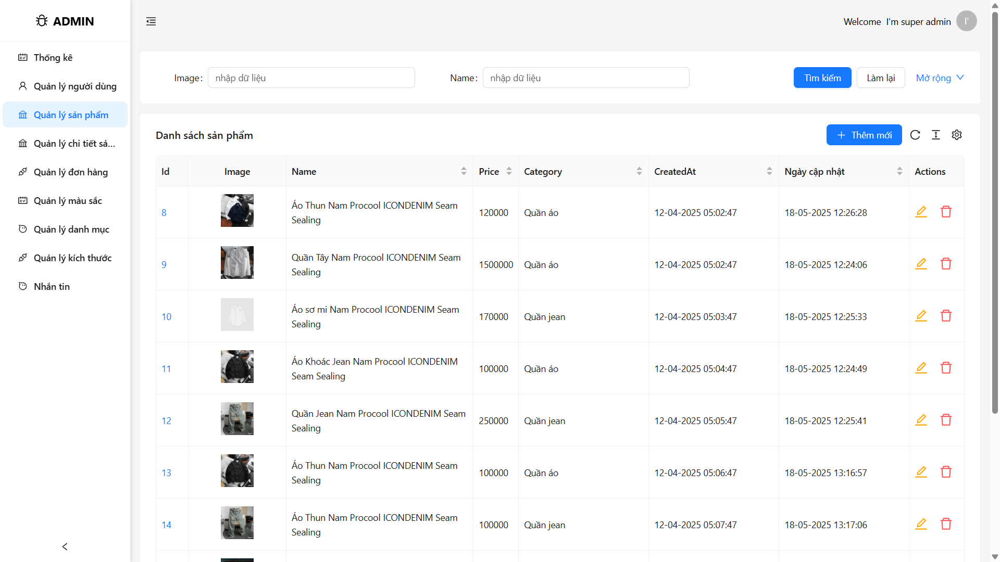 ADMIN
Welcome I'm super admin
I'
Thống kê
Quản lý người dùng
Quản lý sản phẩm
Quản lý chi tiết sả...
Quản lý đơn hàng
Quản lý màu sắc
Quản lý danh mục
Quản lý kích thước
Nhắn tin
Image: nhập dữ liệu Name: nhập dữ liệu Tìm kiếm Làm lại Mở rộng
Danh sách sản phẩm
Thêm mới
Id Image Name Price Category CreatedAt Ngày cập nhật Actions
8 Áo Thun Nam Procool ICONDENIM Seam Sealing 120000 Quần áo 12-04-2025 05:02:47 18-05-2025 12:26:28
9 Quần Tây Nam Procool ICONDENIM Seam Sealing 1500000 Quần áo 12-04-2025 05:02:47 18-05-2025 12:24:06
10 Áo sơ mi Nam Procool ICONDENIM Seam Sealing 170000 Quần jean 12-04-2025 05:03:47 18-05-2025 12:25:33
11 Áo Khoác Jean Nam Procool ICONDENIM Seam Sealing 100000 Quần áo 12-04-2025 05:04:47 18-05-2025 12:24:49
12 Quần Jean Nam Procool ICONDENIM Seam Sealing 250000 Quần jean 12-04-2025 05:05:47 18-05-2025 12:25:41
13 Áo Thun Nam Procool ICONDENIM Seam Sealing 100000 Quần áo 12-04-2025 05:06:47 18-05-2025 13:16:57
14 Áo Thun Nam Procool ICONDENIM Seam Sealing 100000 Quần jean 12-04-2025 05:07:47 18-05-2025 13:17:06